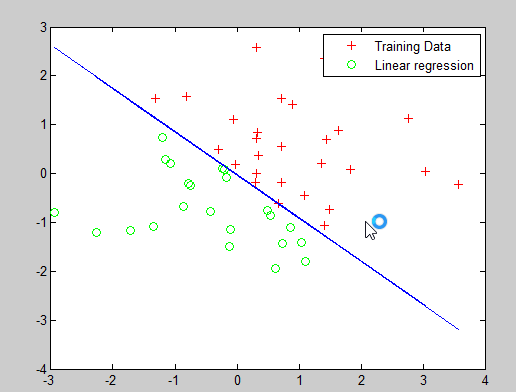 3
2
1
0
-1
-2
-3
-4
-3 -2 -1 0 1 2 3 4
Training Data
Linear regression